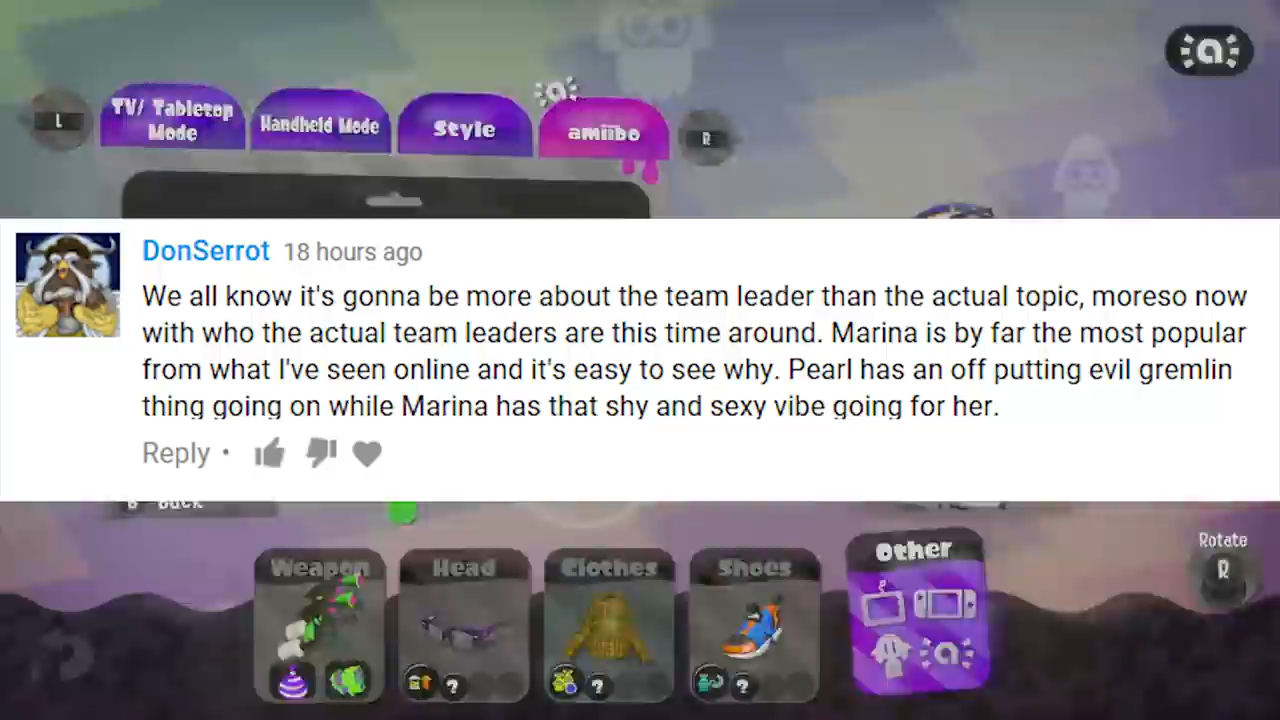 TV/ Tabletop
Mode
Handheld Mode
Style
amiibo
L
R
DonSerrot 18 hours ago
We all know it's gonna be more about the team leader than the actual topic, moreso now
with who the actual team leaders are this time around. Marina is by far the most popular
from what I've seen online and it's easy to see why. Pearl has an off putting evil gremlin
thing going on while Marina has that shy and sexy vibe going for her.
Reply •
B Back
Weapon
Head
Clothes
Shoes
Other
Rotate
R
?
?
?